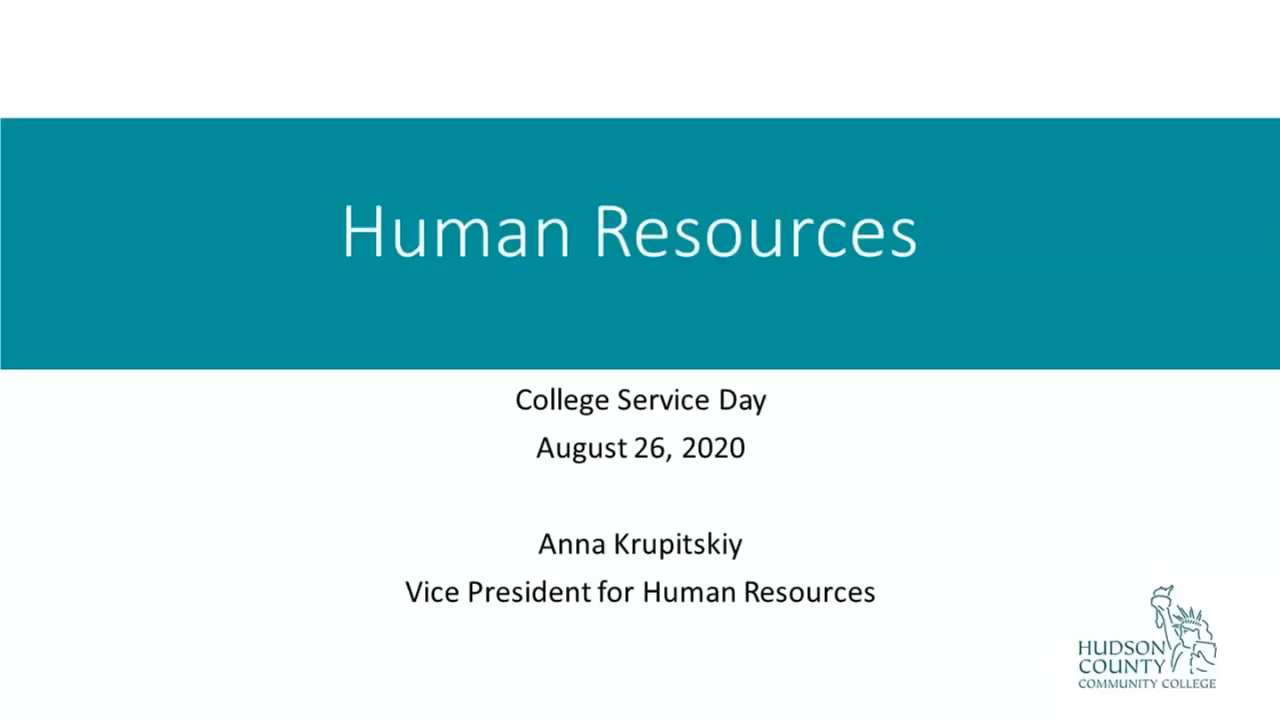 Human Resources
College Service Day
August 26, 2020
Anna Krupitskiy
Vice President for Human Resources
HUDSON
COUNTY
COMMUNITY COLLEGE